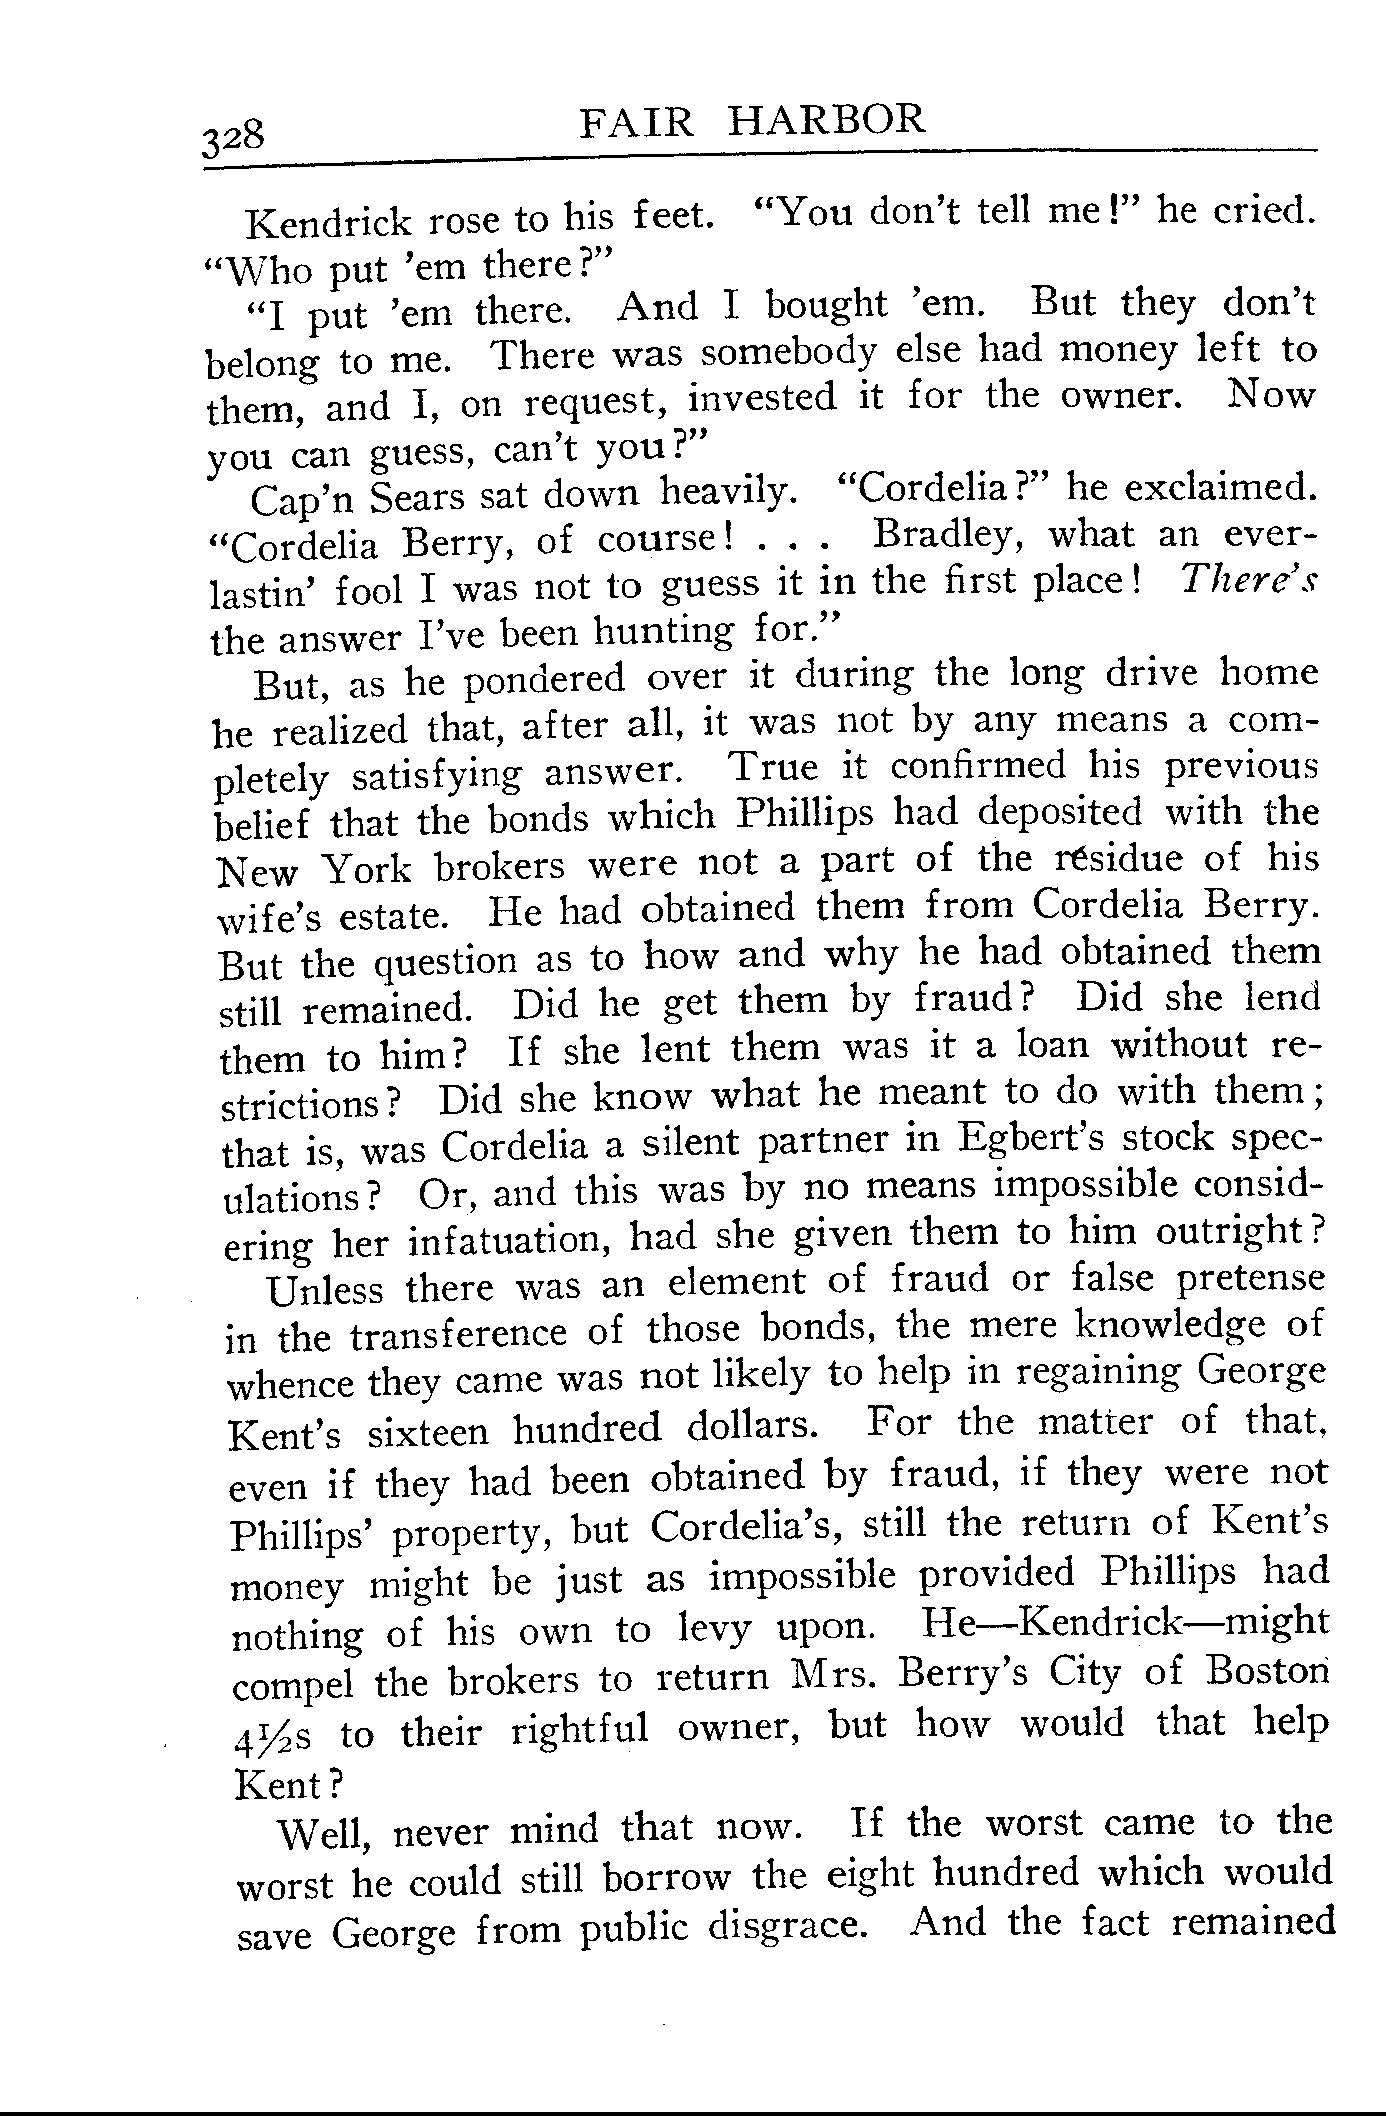 328 FAIR HARBOR
Kendrick rose to his feet. “You don’t tell me!” he cried.
“Who put ’em there?”
“I put ’em there. And I bought ’em. But they don’t
belong to me. There was somebody else had money left to
them, and I, on request, invested it for the owner. Now
you can guess, can’t you?”
Cap’n Sears sat down heavily. “Cordelia?” he exclaimed.
“Cordelia Berry, of course! . . . Bradley, what an ever-
lastin’ fool I was not to guess it in the first place! There’s
the answer I’ve been hunting for.”
But, as he pondered over it during the long drive home
he realized that, after all, it was not by any means a com-
pletely satisfying answer. True it confirmed his previous
belief that the bonds which Phillips had deposited with the
New York brokers were not a part of the résidue of his
wife’s estate. He had obtained them from Cordelia Berry.
But the question as to how and why he had obtained them
still remained. Did he get them by fraud? Did she lend
them to him? If she lent them was it a loan without re-
strictions? Did she know what he meant to do with them;
that is, was Cordelia a silent partner in Egbert’s stock spec-
ulations? Or, and this was by no means impossible consid-
ering her infatuation, had she given them to him outright?
Unless there was an element of fraud or false pretense
in the transference of those bonds, the mere knowledge of
whence they came was not likely to help in regaining George
Kent’s sixteen hundred dollars. For the matter of that,
even if they had been obtained by fraud, if they were not
Phillips’ property, but Cordelia’s, still the return of Kent’s
money might be just as impossible provided Phillips had
nothing of his own to levy upon. He—Kendrick—might
compel the brokers to return Mrs. Berry’s City of Boston
4½s to their rightful owner, but how would that help
Kent?
Well, never mind that now. If the worst came to the
worst he could still borrow the eight hundred which would
save George from public disgrace. And the fact remained